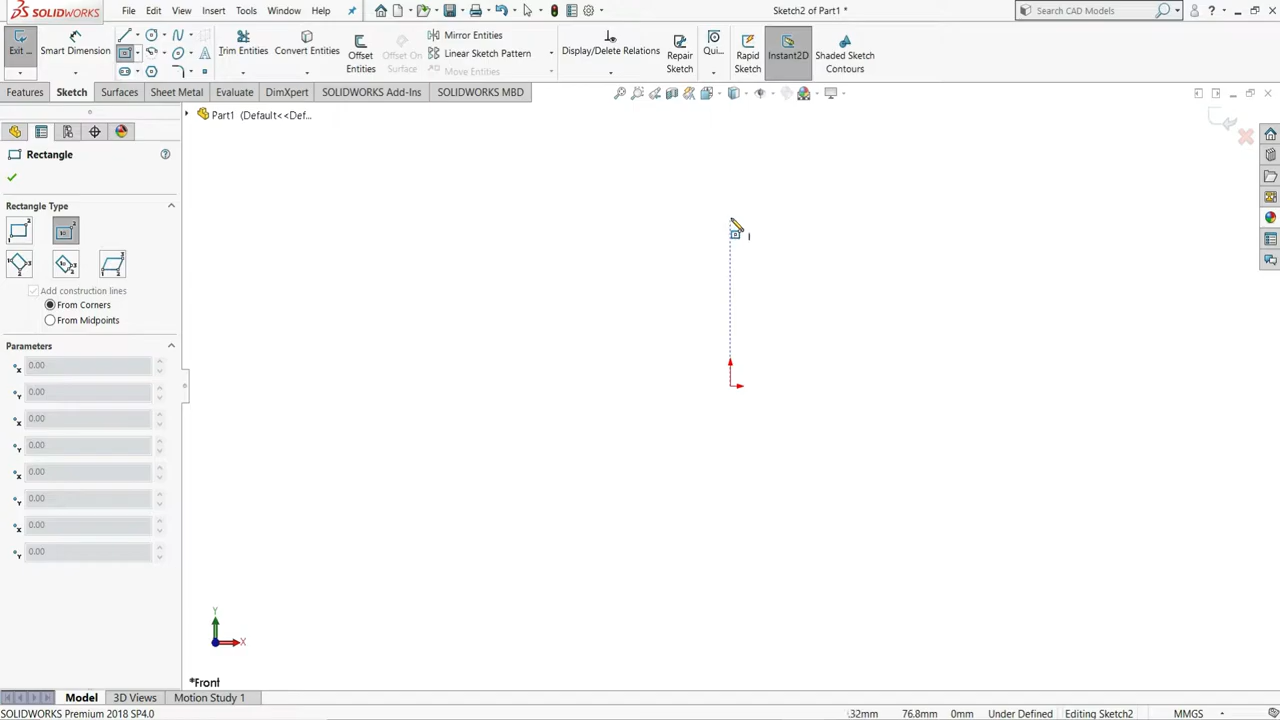 SOLIDWORKS File Edit View Insert Tools Window Help Sketch2 of Part1 * Search CAD Models ?
Exit ... Smart Dimension Trim Entities Convert Entities Offset Entities Offset On Surface Mirror Entities Linear Sketch Pattern Move Entities Display/Delete Relations Repair Sketch Qui... Rapid Sketch Instant2D Shaded Sketch Contours
Features Sketch Surfaces Sheet Metal Evaluate DimXpert SOLIDWORKS Add-Ins SOLIDWORKS MBD
Part1 (Default<<Def...
Rectangle
Rectangle Type
Add construction lines
From Corners
From Midpoints
Parameters
0.00
0.00
0.00
0.00
0.00
0.00
0.00
0.00
Y
X
*Front
Model 3D Views Motion Study 1
SOLIDWORKS Premium 2018 SP4.0 .32mm 76.8mm 0mm Under Defined Editing Sketch2 MMGS